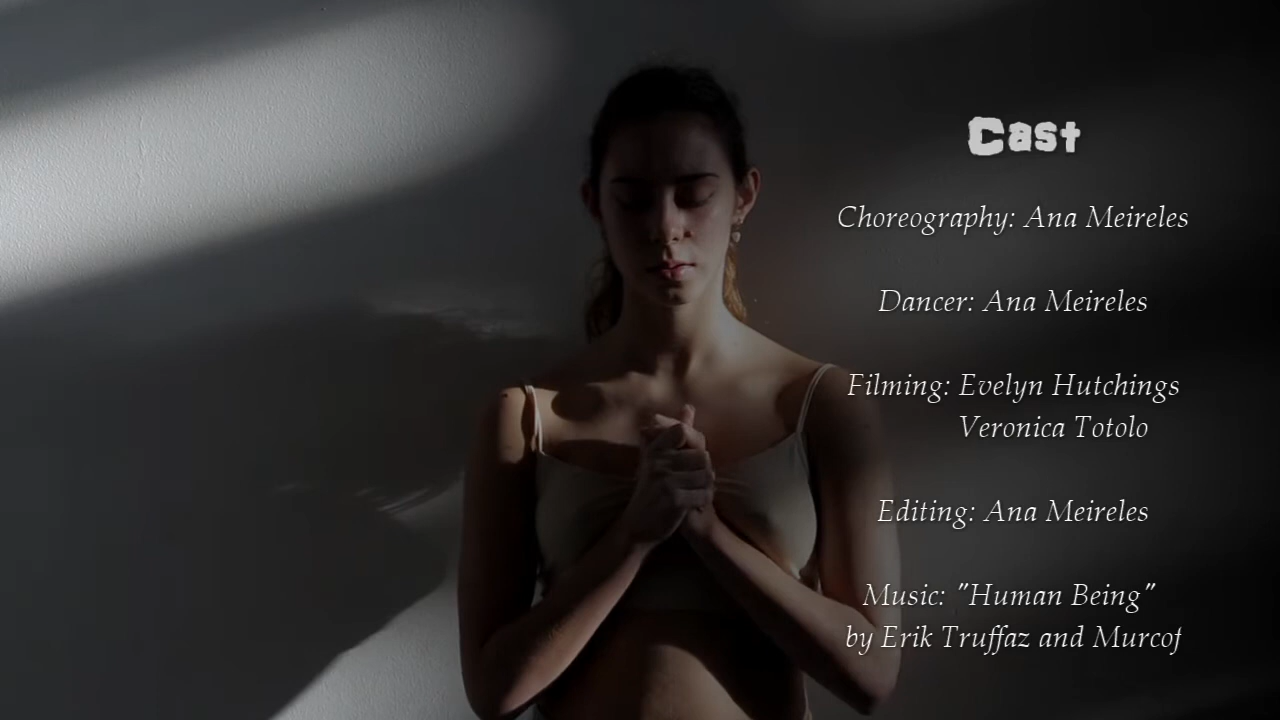 Cast
Choreography: Ana Meireles
Dancer: Ana Meireles
Filming: Evelyn Hutchings
Veronica Totolo
Editing: Ana Meireles
Music: "Human Being"
by Erik Truffaz and Murcof